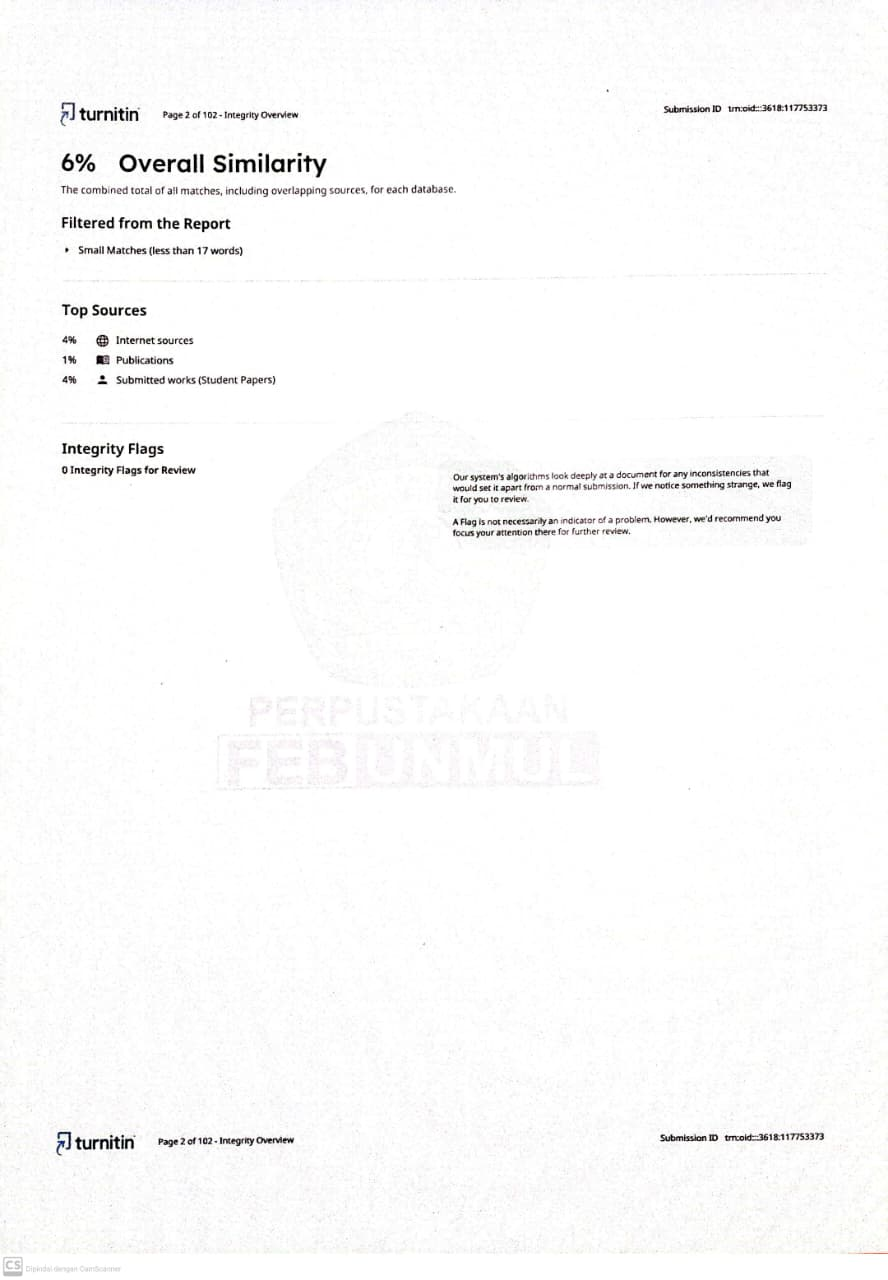 turnitin Page 2 of 102 - Integrity Overview Submission ID trn:oid:::3618:117753373
6% Overall Similarity
The combined total of all matches, including overlapping sources, for each database.
Filtered from the Report
Small Matches (less than 17 words)
Top Sources
4% Internet sources
1% Publications
4% Submitted works (Student Papers)
Integrity Flags
0 Integrity Flags for Review
Our system's algorithms look deeply at a document for any inconsistencies that
would set it apart from a normal submission. If we notice something strange, we flag
it for you to review.
A Flag is not necessarily an indicator of a problem. However, we'd recommend you
focus your attention there for further review.
PERPUSTAKAAN
FEB UNMUL
turnitin Page 2 of 102 - Integrity Overview Submission ID trn:oid:::3618:117753373
CS Dipindai dengan CamScanner